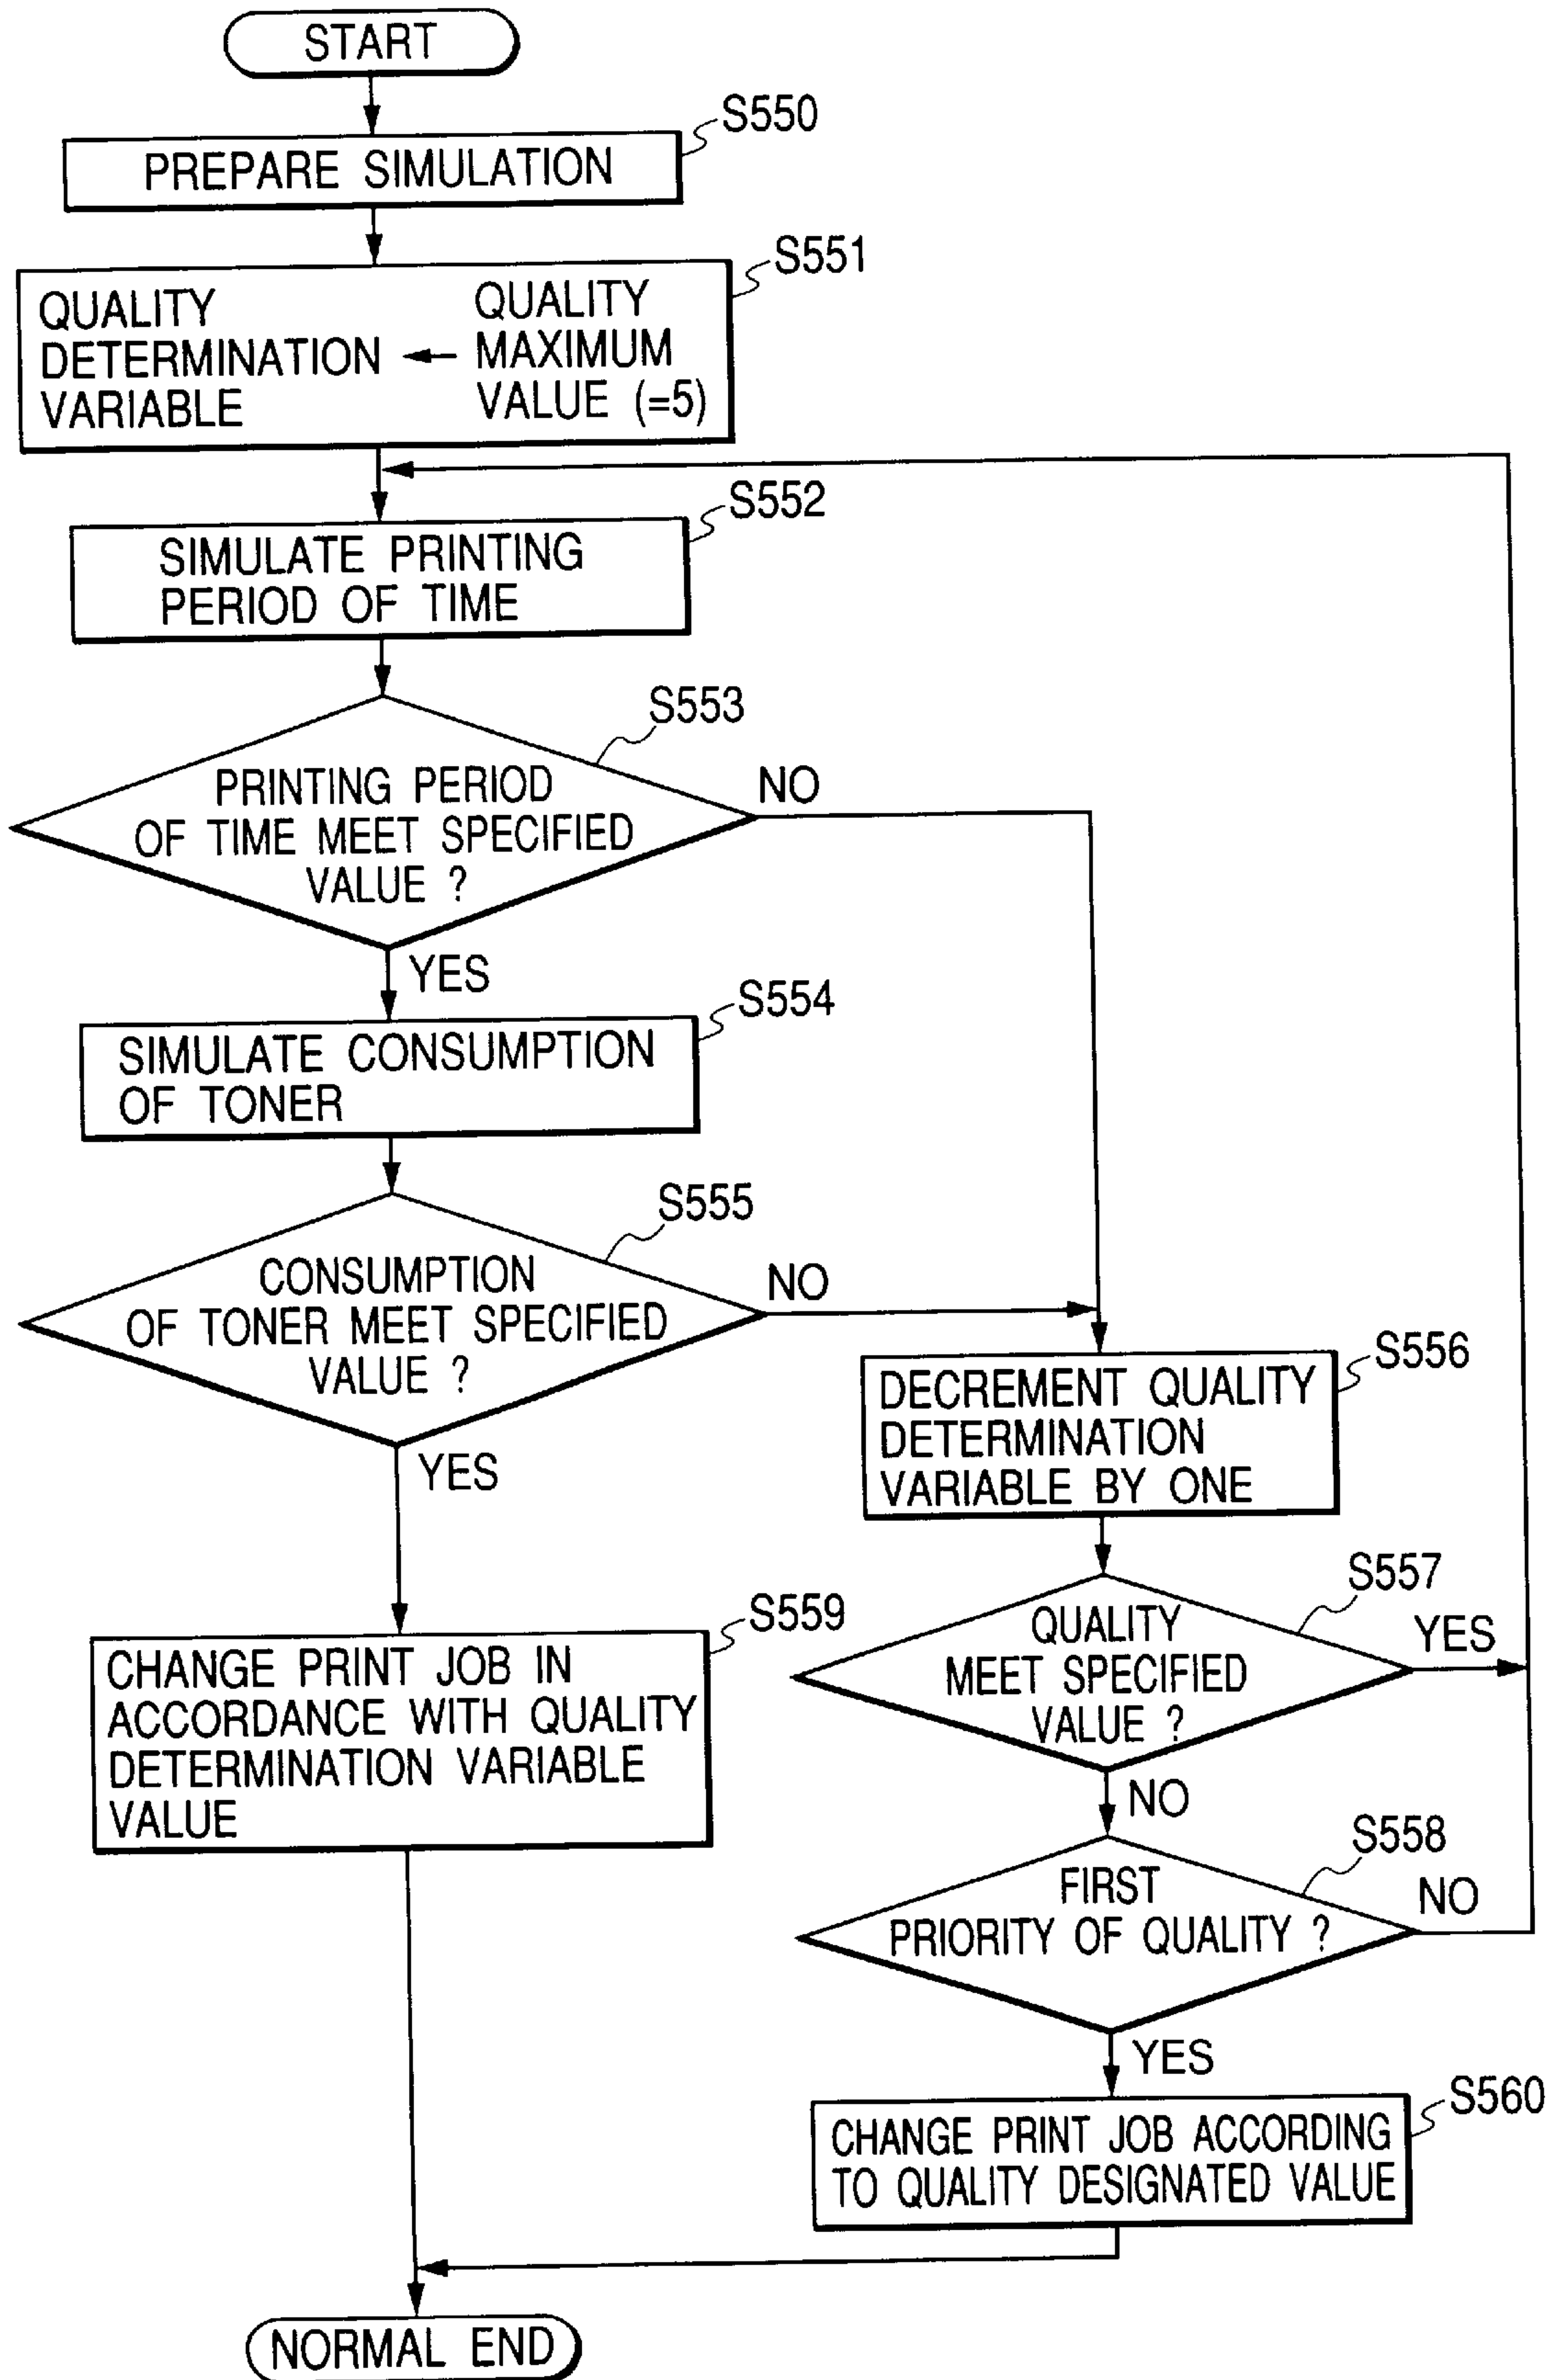 START
S550
PREPARE SIMULATION
S551
QUALITY
DETERMINATION
VARIABLE
QUALITY
MAXIMUM
VALUE (=5)
S552
SIMULATE PRINTING
PERIOD OF TIME
S553
PRINTING PERIOD
OF TIME MEET SPECIFIED
VALUE ?
NO
YES
S554
SIMULATE CONSUMPTION
OF TONER
S555
CONSUMPTION
OF TONER MEET SPECIFIED
VALUE ?
NO
YES
S556
DECREMENT QUALITY
DETERMINATION
VARIABLE BY ONE
S557
QUALITY
MEET SPECIFIED
VALUE ?
YES
NO
S559
CHANGE PRINT JOB IN
ACCORDANCE WITH QUALITY
DETERMINATION VARIABLE
VALUE
S558
FIRST
PRIORITY OF QUALITY ?
NO
YES
S560
CHANGE PRINT JOB ACCORDING
TO QUALITY DESIGNATED VALUE
NORMAL END